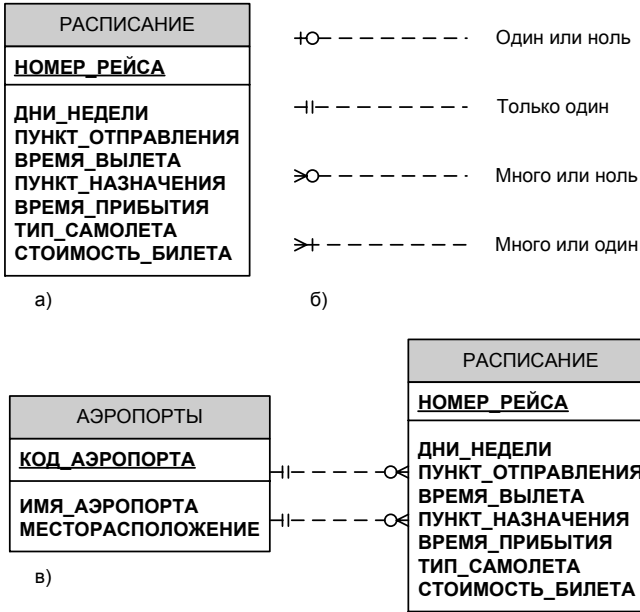 РАСПИСАНИЕ
НОМЕР_РЕЙСА
ДНИ_НЕДЕЛИ
ПУНКТ_ОТПРАВЛЕНИЯ
ВРЕМЯ_ВЫЛЕТА
ПУНКТ_НАЗНАЧЕНИЯ
ВРЕМЯ_ПРИБЫТИЯ
ТИП_САМОЛЕТА
СТОИМОСТЬ_БИЛЕТА
а)
Один или ноль
Только один
Много или ноль
Много или один
б)
АЭРОПОРТЫ
КОД_АЭРОПОРТА
ИМЯ_АЭРОПОРТА
МЕСТОРАСПОЛОЖЕНИЕ
в)
РАСПИСАНИЕ
НОМЕР_РЕЙСА
ДНИ_НЕДЕЛИ
ПУНКТ_ОТПРАВЛЕНИЯ
ВРЕМЯ_ВЫЛЕТА
ПУНКТ_НАЗНАЧЕНИЯ
ВРЕМЯ_ПРИБЫТИЯ
ТИП_САМОЛЕТА
СТОИМОСТЬ_БИЛЕТА